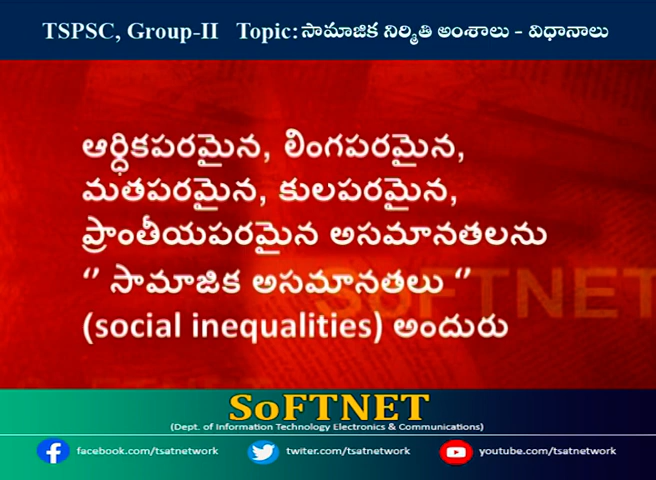 TSPSC, Group-II Topic: సామాజిక నిర్మితి అంశాలు - విధానాలు
ఆర్ధికపరమైన, లింగపరమైన,
మతపరమైన, కులపరమైన,
ప్రాంతీయపరమైన అసమానతలను
“ సామాజిక అసమానతలు “
(social inequalities) అందురు
SoFTNET
SoFTNET
(Dept. of Information Technology Electronics & Communications)
facebook.com/tsatnetwork twiter.com/tsatnetwork youtube.com/tsatnetwork